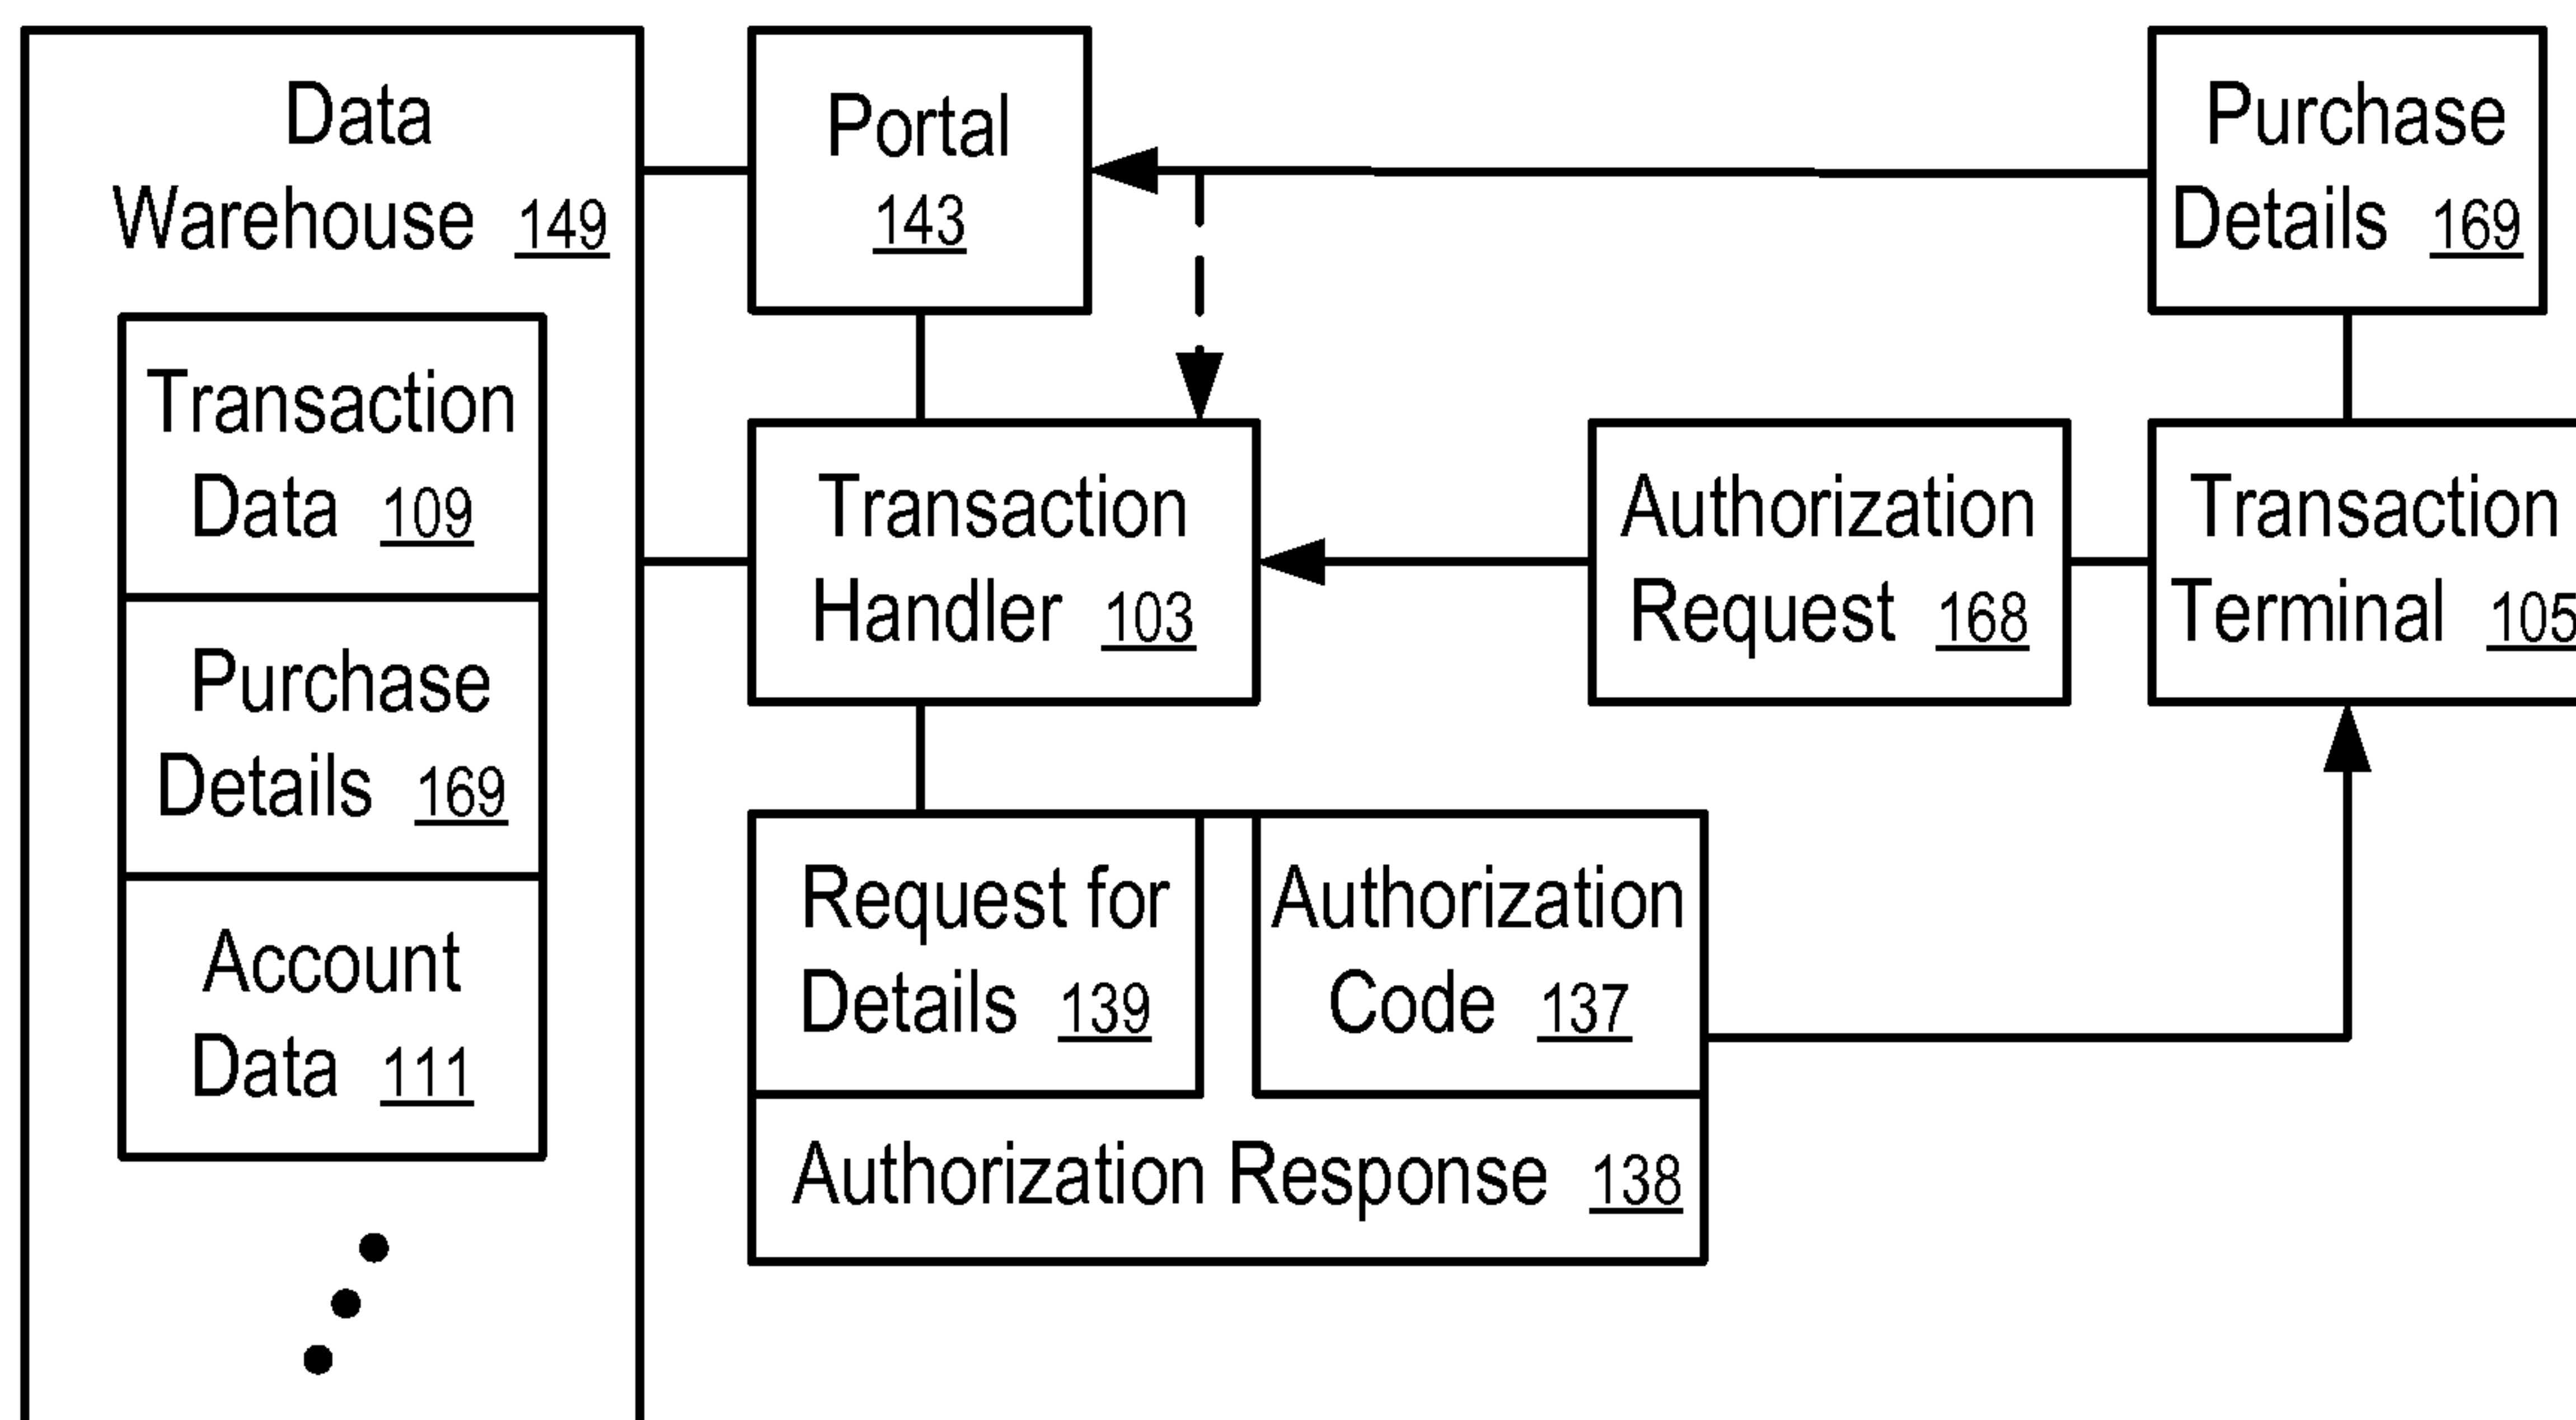 Data
Warehouse 149
Transaction
Data 109
Purchase
Details 169
Account
Data 111
Portal
143
Purchase
Details 169
Transaction
Handler 103
Authorization
Request 168
Transaction
Terminal 105
Request for
Details 139
Authorization
Code 137
Authorization Response 138